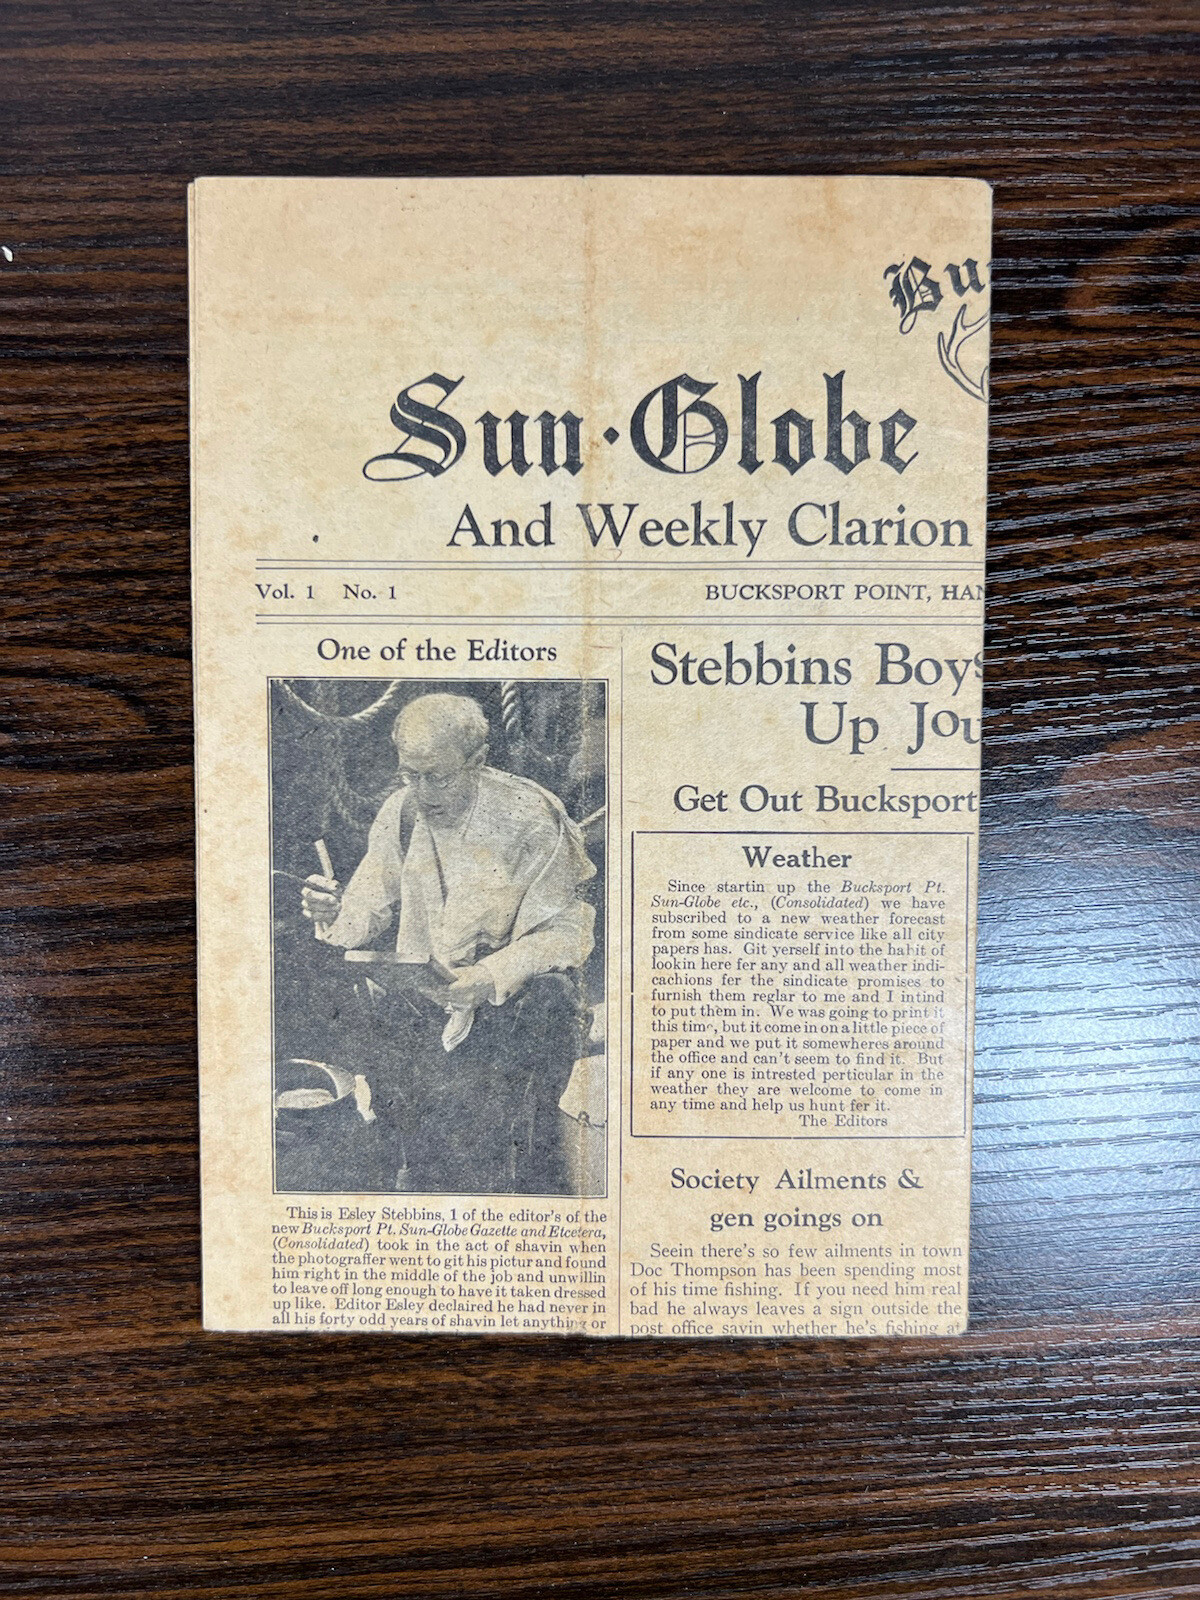 Bu
Sun·Globe
And Weekly Clarion
Vol. 1 No. 1
BUCKSPORT POINT, HAN
One of the Editors
This is Esley Stebbins, 1 of the editor's of the
new Bucksport Pt. Sun-Globe Gazette and Etcetera,
(Consolidated) took in the act of shavin when
the photograffer went to git his pictur and found
him right in the middle of the job and unwillin
to leave off long enough to have it taken dressed
up like. Editor Esley declaired he had never in
all his forty odd years of shavin let anything or
Stebbins Boys
Up Jou
Get Out Bucksport
Weather
Since startin up the Bucksport Pt.
Sun-Globe etc., (Consolidated) we have
subscribed to a new weather forecast
from some sindicate service like all city
papers has. Git yerself into the habit of
lookin here fer any and all weather indi-
cachions fer the sindicate promises to
furnish them reglar to me and I intind
to put them in. We was going to print it
this time, but it come in on a little piece of
paper and we put it somewheres around
the office and can't seem to find it. But
if any one is intrested perticular in the
weather they are welcome to come in
any time and help us hunt fer it.
The Editors
Society Ailments &
gen goings on
Seein there's so few ailments in town
Doc Thompson has been spending most
of his time fishing. If you need him real
bad he always leaves a sign outside the
post office sayin whether he's fishing at